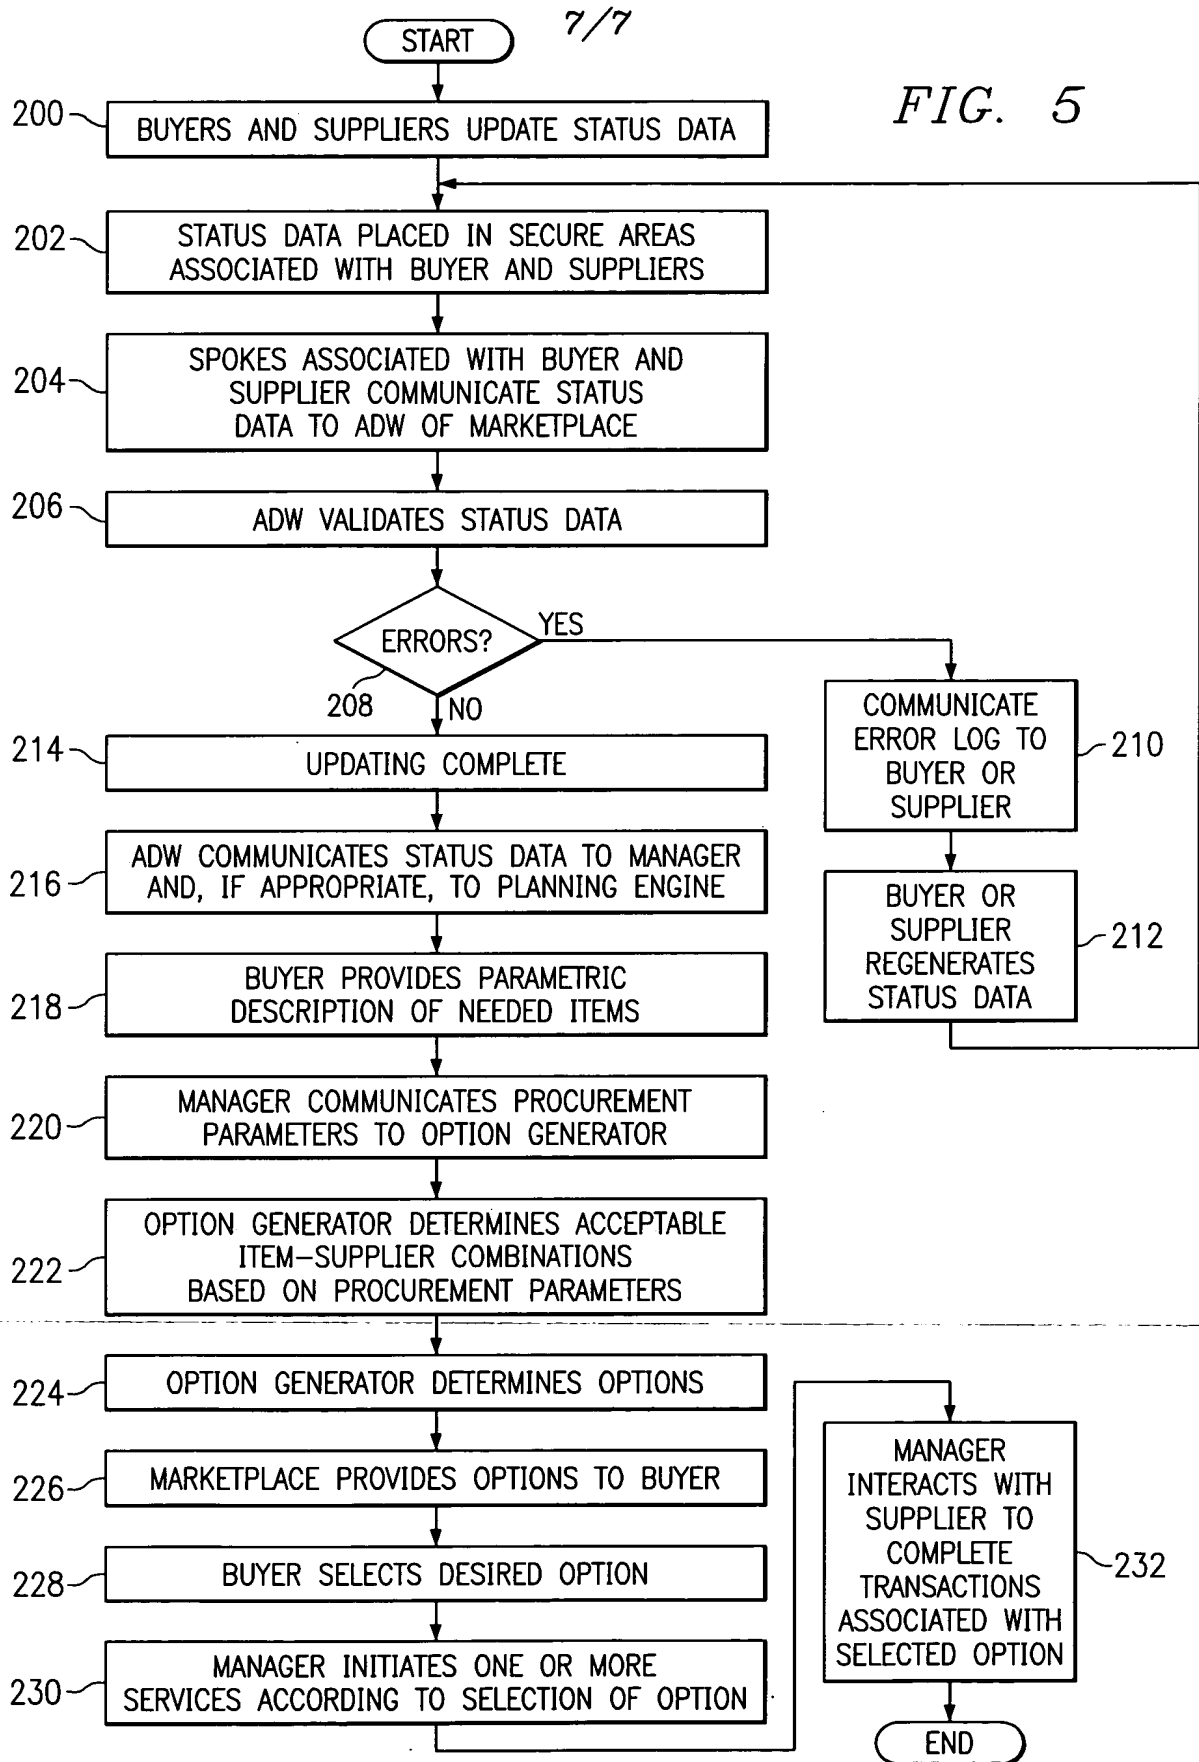 7/7
START
FIG. 5
200
BUYERS AND SUPPLIERS UPDATE STATUS DATA
202
STATUS DATA PLACED IN SECURE AREAS
ASSOCIATED WITH BUYER AND SUPPLIERS
204
SPOKES ASSOCIATED WITH BUYER AND
SUPPLIER COMMUNICATE STATUS
DATA TO ADW OF MARKETPLACE
206
ADW VALIDATES STATUS DATA
ERRORS?
YES
208
NO
COMMUNICATE
ERROR LOG TO
BUYER OR
SUPPLIER
210
BUYER OR
SUPPLIER
REGENERATES
STATUS DATA
212
214
UPDATING COMPLETE
216
ADW COMMUNICATES STATUS DATA TO MANAGER
AND, IF APPROPRIATE, TO PLANNING ENGINE
218
BUYER PROVIDES PARAMETRIC
DESCRIPTION OF NEEDED ITEMS
220
MANAGER COMMUNICATES PROCUREMENT
PARAMETERS TO OPTION GENERATOR
222
OPTION GENERATOR DETERMINES ACCEPTABLE
ITEM-SUPPLIER COMBINATIONS
BASED ON PROCUREMENT PARAMETERS
224
OPTION GENERATOR DETERMINES OPTIONS
226
MARKETPLACE PROVIDES OPTIONS TO BUYER
228
BUYER SELECTS DESIRED OPTION
230
MANAGER INITIATES ONE OR MORE
SERVICES ACCORDING TO SELECTION OF OPTION
MANAGER
INTERACTS WITH
SUPPLIER TO
COMPLETE
TRANSACTIONS
ASSOCIATED WITH
SELECTED OPTION
232
END